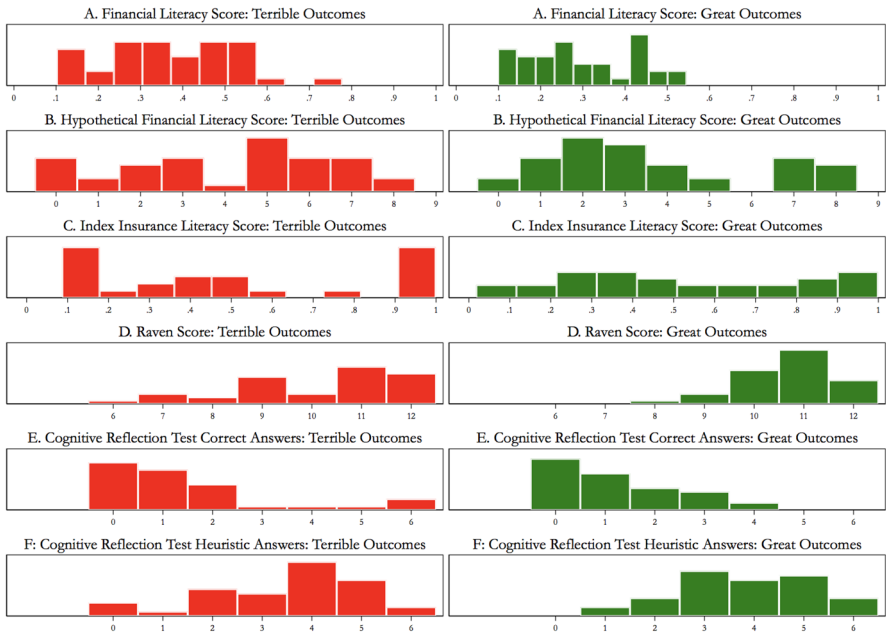 A. Financial Literacy Score: Terrible Outcomes
0 .1 .2 .3 .4 .5 .6 .7 .8 .9 1
A. Financial Literacy Score: Great Outcomes
0 .1 .2 .3 .4 .5 .6 .7 .8 .9 1
B. Hypothetical Financial Literacy Score: Terrible Outcomes
0 1 2 3 4 5 6 7 8 9
B. Hypothetical Financial Literacy Score: Great Outcomes
0 1 2 3 4 5 6 7 8 9
C. Index Insurance Literacy Score: Terrible Outcomes
0 .1 .2 .3 .4 .5 .6 .7 .8 .9 1
C. Index Insurance Literacy Score: Great Outcomes
0 .1 .2 .3 .4 .5 .6 .7 .8 .9 1
D. Raven Score: Terrible Outcomes
6 7 8 9 10 11 12
D. Raven Score: Great Outcomes
6 7 8 9 10 11 12
E. Cognitive Reflection Test Correct Answers: Terrible Outcomes
0 1 2 3 4 5 6
E. Cognitive Reflection Test Correct Answers: Great Outcomes
0 1 2 3 4 5 6
F: Cognitive Reflection Test Heuristic Answers: Terrible Outcomes
0 1 2 3 4 5 6
F: Cognitive Reflection Test Heuristic Answers: Great Outcomes
0 1 2 3 4 5 6